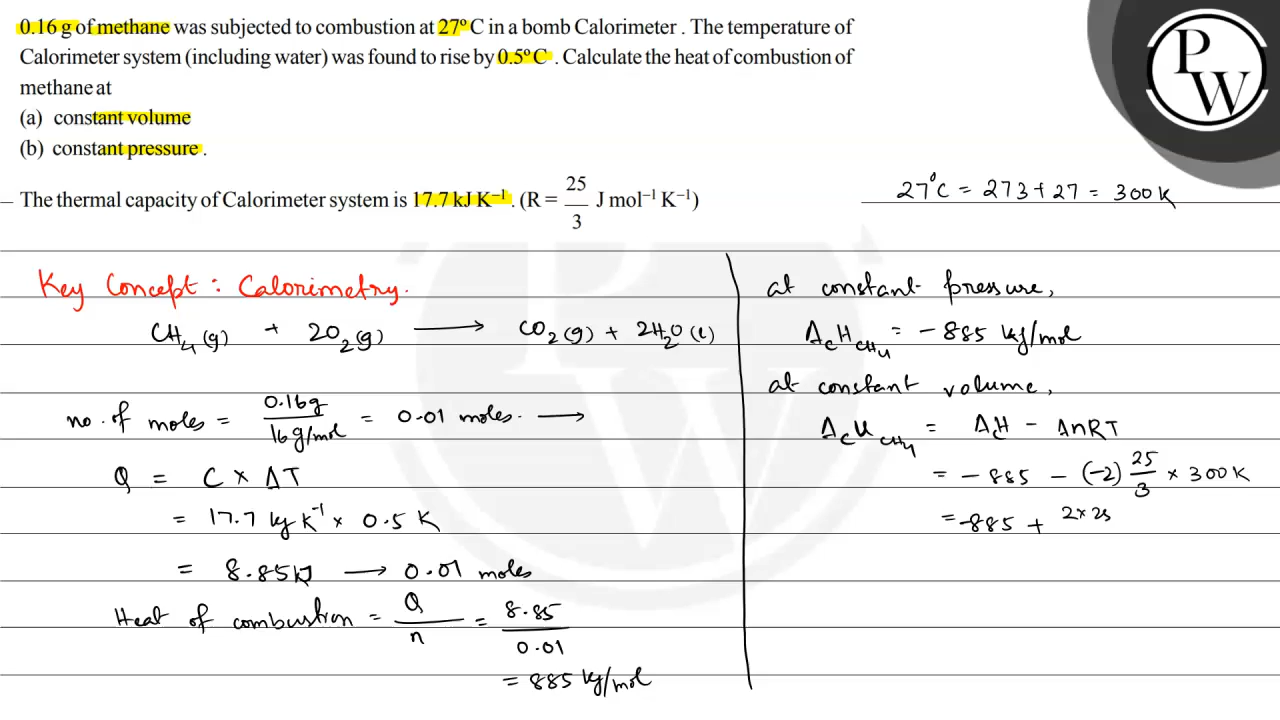 0.16 g of methane was subjected to combustion at 27º C in a bomb Calorimeter . The temperature of
Calorimeter system (including water) was found to rise by 0.5º C . Calculate the heat of combustion of
methane at
(a) constant volume
(b) constant pressure .
The thermal capacity of Calorimeter system is 17.7 kJ K⁻¹ . (R = 25/3 J mol⁻¹ K⁻¹)
P
W
27°C = 273 + 27 = 300 K
Key Concept : Calorimetry.
CH₄(g) + 2O₂(g) ⟶ CO₂(g) + 2H₂O(l)
no. of moles = 0.16g / 16 g/mol = 0.01 moles. ⟶
Q = C × ΔT
= 17.7 kJ K⁻¹ × 0.5 K
= 8.85 kJ ⟶ 0.01 moles
Heat of combustion = Q/n = 8.85/0.01
= 885 kJ/mol
at constant pressure,
ΔcH CH₄ = - 885 kJ/mol
at constant volume,
ΔcU CH₄ = ΔcH - ΔnRT
= - 885 - (-2) 25/3 × 300 K
= -885 + 2 × 25